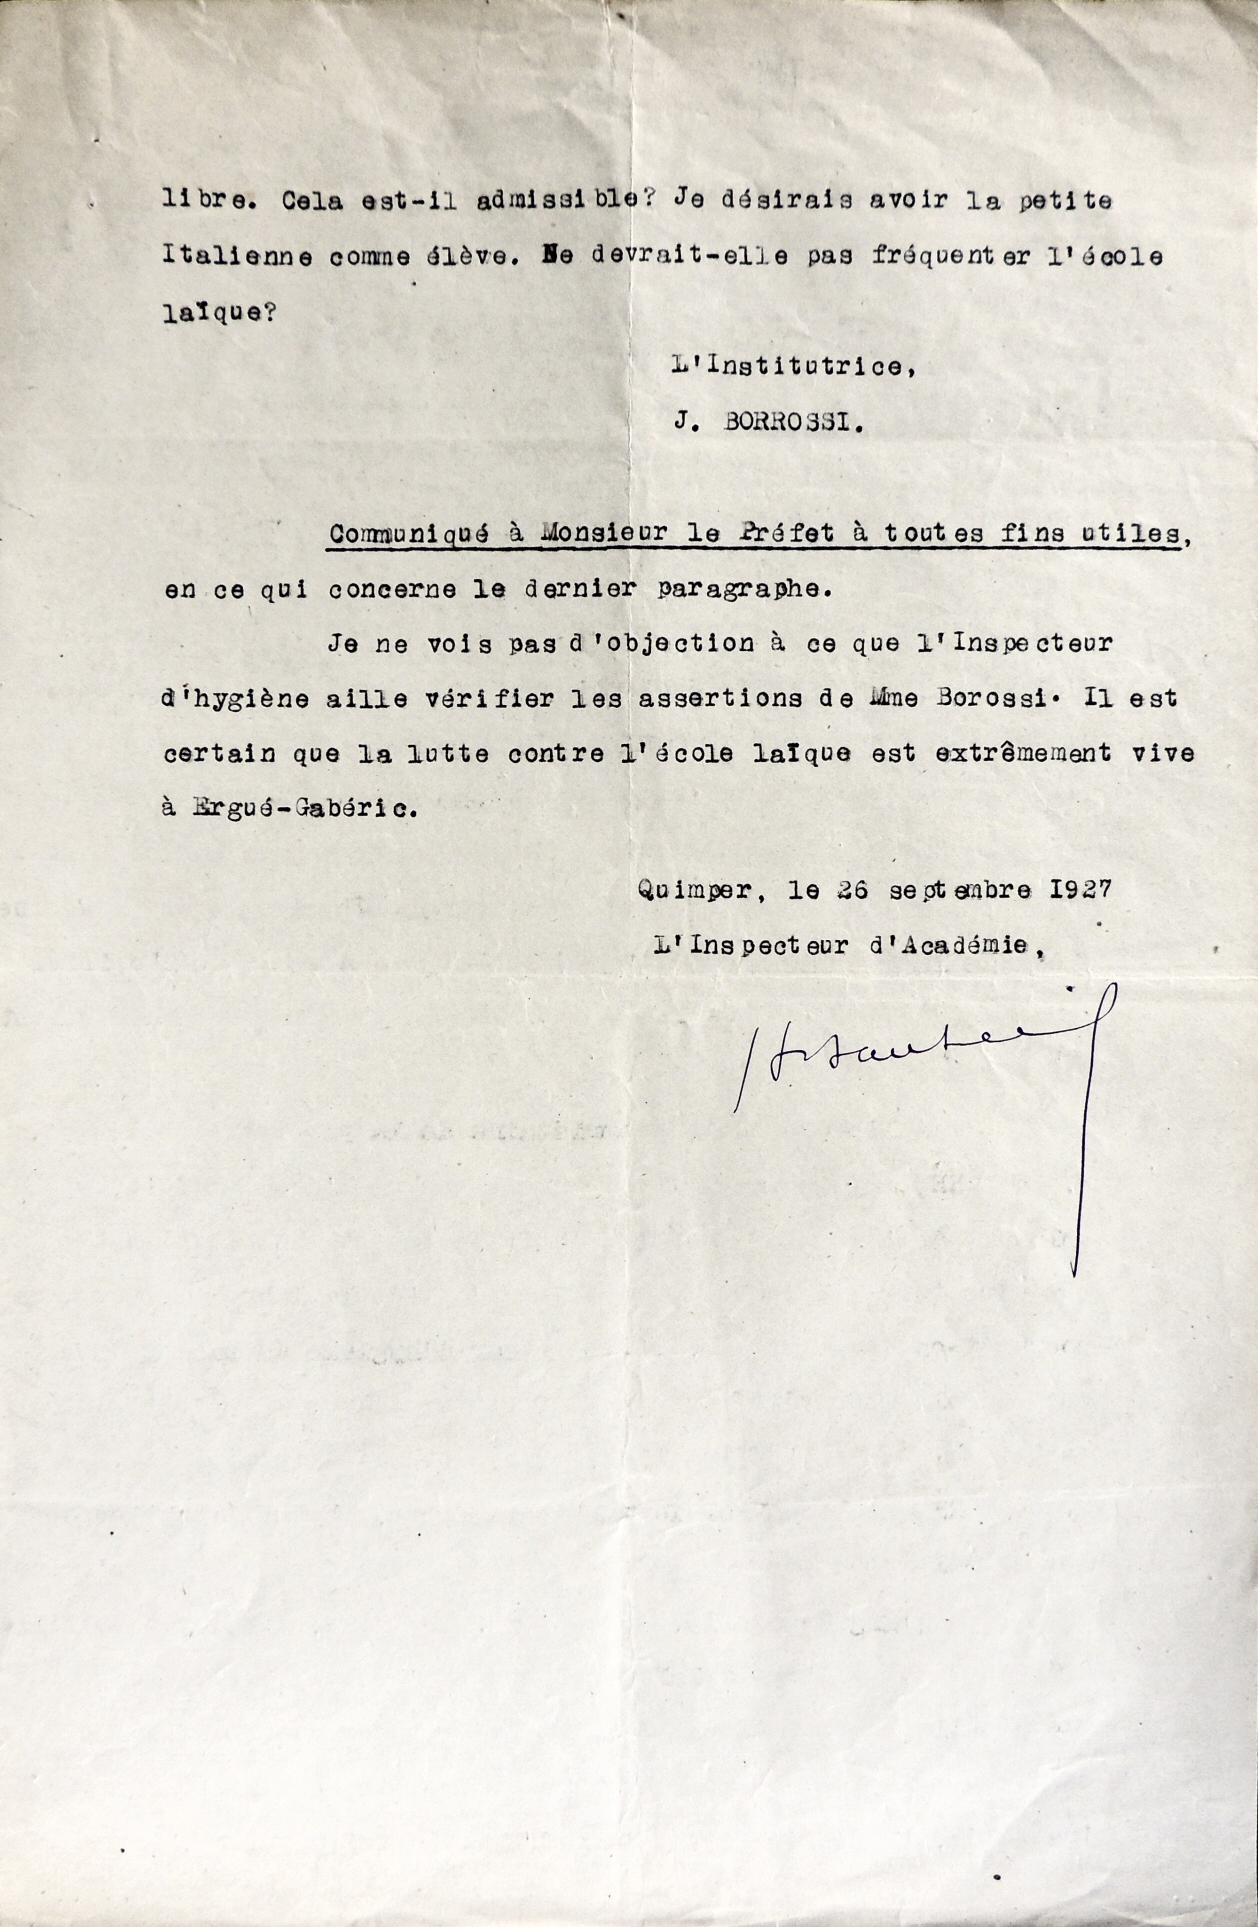 libre. Cela est-il admissible? Je désirais avoir la petite
Italienne comme élève. Ne devrait-elle pas fréquenter l'école
laïque?
L'Institutrice,
J. BORROSSI.
Communiqué à Monsieur le Préfet à toutes fins utiles,
en ce qui concerne le dernier paragraphe.
Je ne vois pas d'objection à ce que l'Inspecteur
d'hygiène aille vérifier les assertions de Mme Borossi. Il est
certain que la lutte contre l'école laïque est extrêmement vive
à Ergué-Gabéric.
Quimper, le 26 septembre 1927
L'Inspecteur d'Académie,